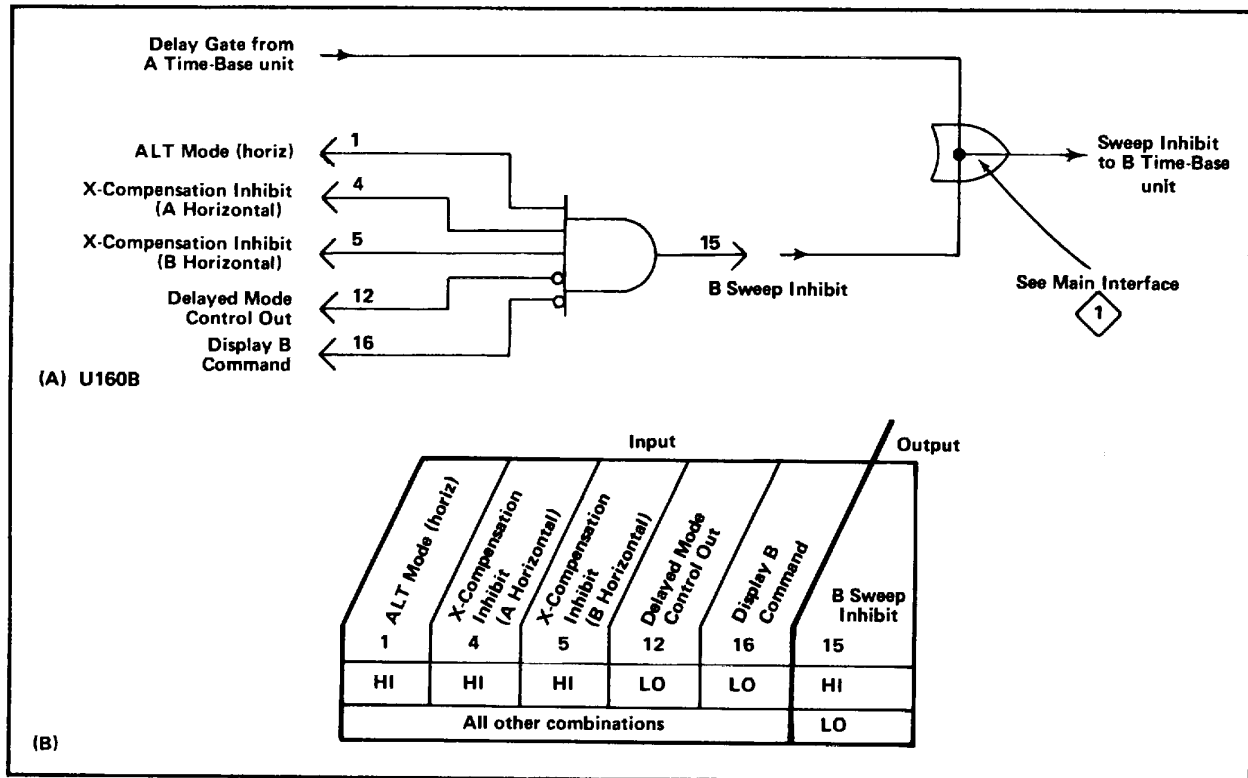 Delay Gate from
A Time-Base unit
ALT Mode (horiz)
1
X-Compensation Inhibit
(A Horizontal)
4
X-Compensation Inhibit
(B Horizontal)
5
Delayed Mode
Control Out
12
Display B
Command
16
15
B Sweep Inhibit
Sweep Inhibit
to B Time-Base
unit
See Main Interface
1
(A) U160B
Input
Output
ALT Mode (horiz)
X-Compensation
Inhibit
(A Horizontal)
X-Compensation
Inhibit
(B Horizontal)
Delayed Mode
Control Out
Display B
Command
B Sweep
Inhibit
1 4 5 12 16 15
HI HI HI LO LO HI
All other combinations LO
(B)